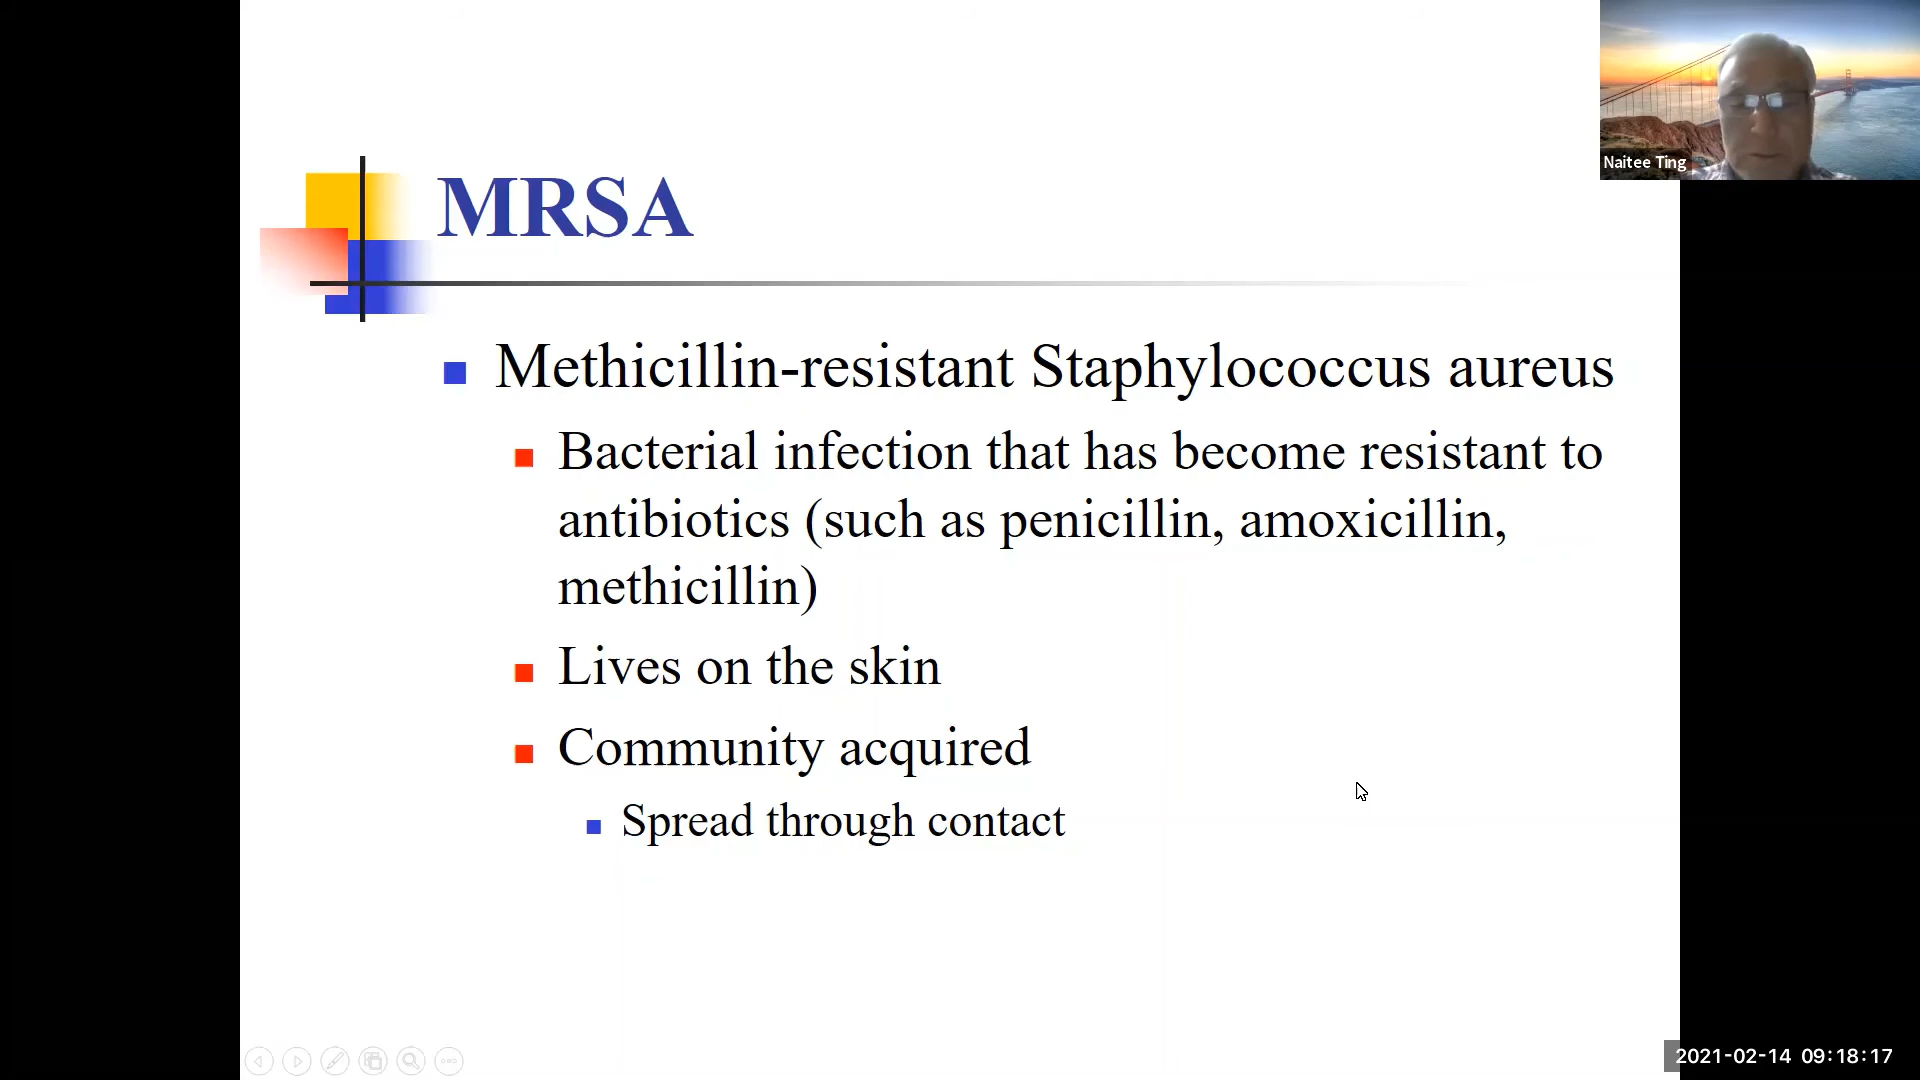 Naitee Ting
MRSA
Methicillin-resistant Staphylococcus aureus
Bacterial infection that has become resistant to
antibiotics (such as penicillin, amoxicillin,
methicillin)
Lives on the skin
Community acquired
Spread through contact
2021-02-14 09:18:17